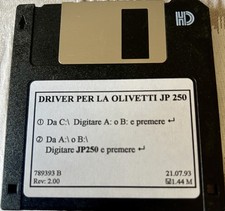 HD
DRIVER PER LA OLIVETTI JP 250
① Da C:\ Digitare A: o B: e premere ↵
② Da A:\ o B:\
Digitare JP250 e premere ↵
789393 B 21.07.93
Rev: 2.00 1.44 M